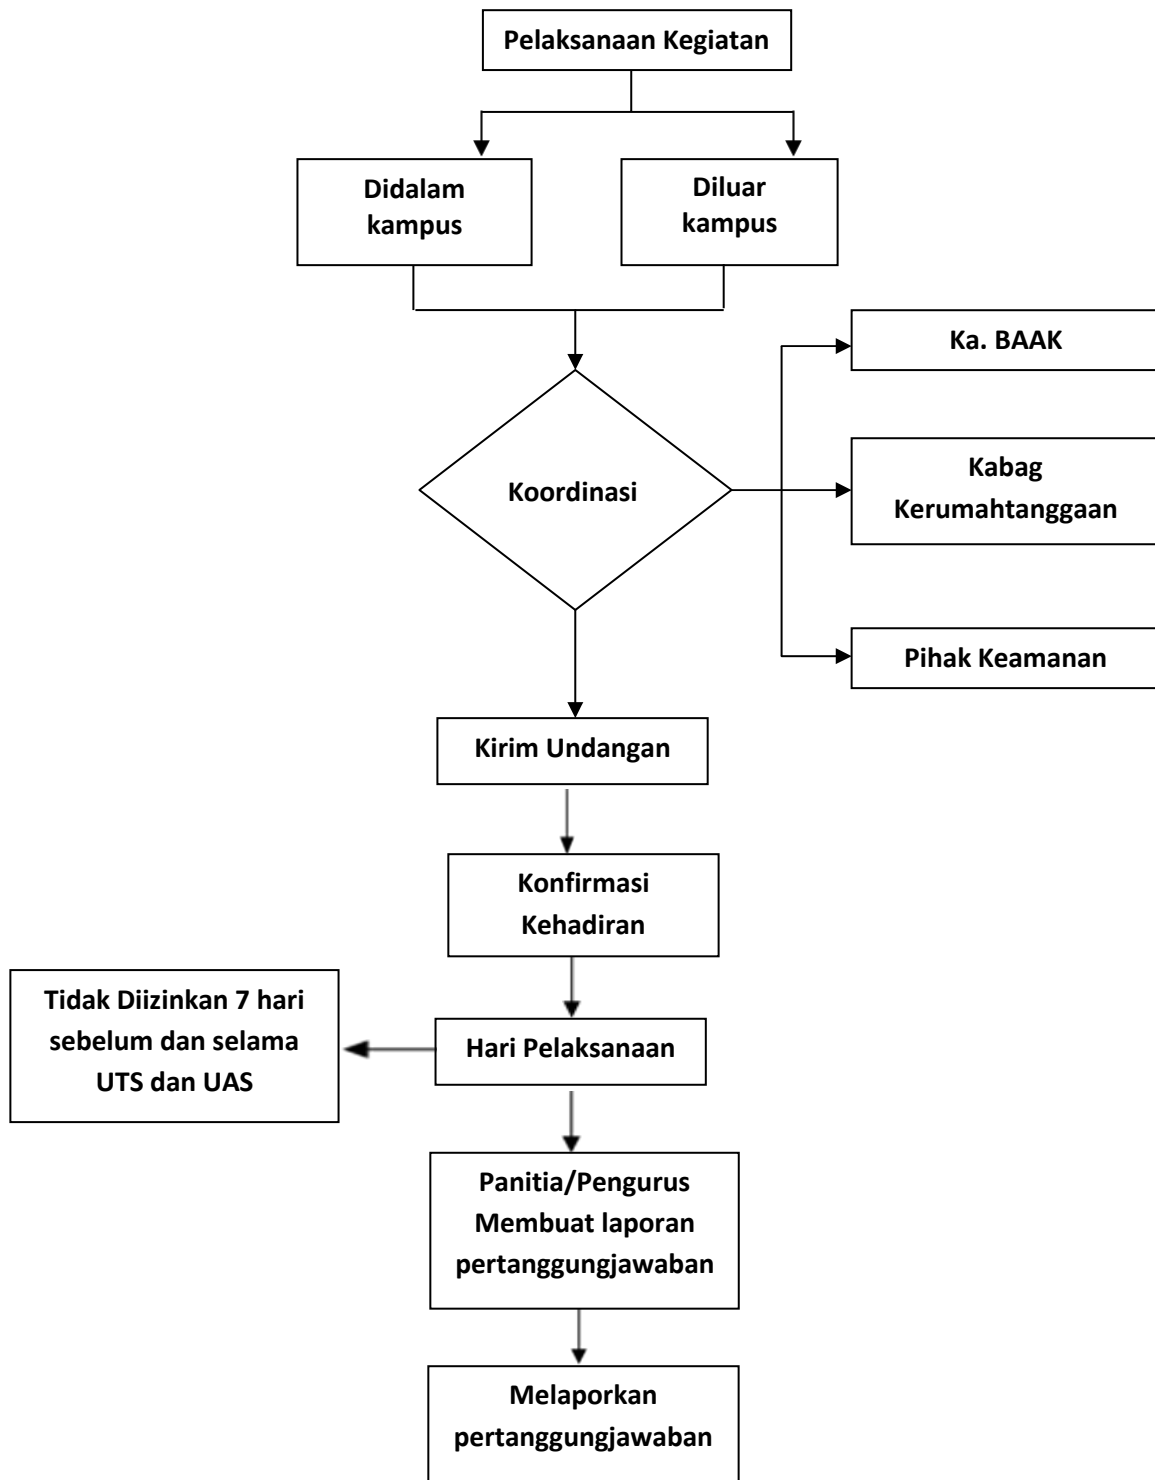 Pelaksanaan Kegiatan
Didalam
kampus
Diluar
kampus
Ka. BAAK
Koordinasi
Kabag
Kerumahtanggaan
Pihak Keamanan
Kirim Undangan
Konfirmasi
Kehadiran
Tidak Diizinkan 7 hari
sebelum dan selama
UTS dan UAS
Hari Pelaksanaan
Panitia/Pengurus
Membuat laporan
pertanggungjawaban
Melaporkan
pertanggungjawaban